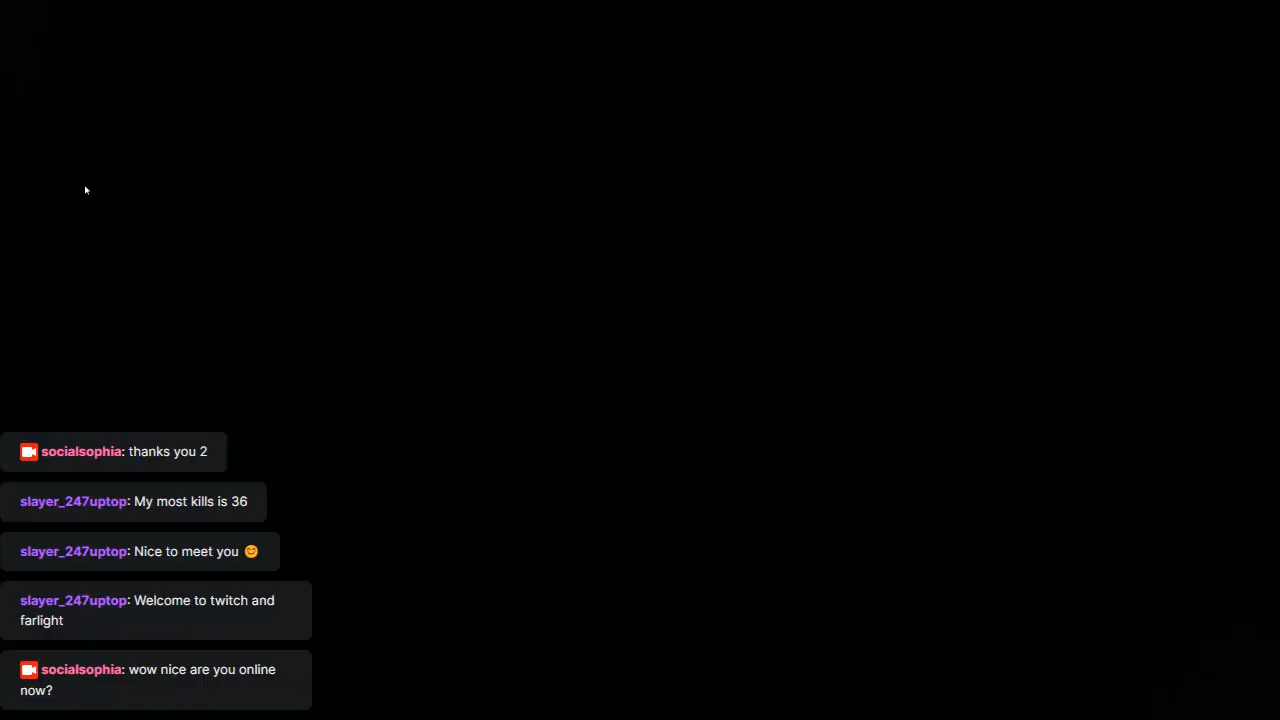 socialsophia: thanks you 2
slayer_247uptop: My most kills is 36
slayer_247uptop: Nice to meet you 😊
slayer_247uptop: Welcome to twitch and
farlight
socialsophia: wow nice are you online
now?